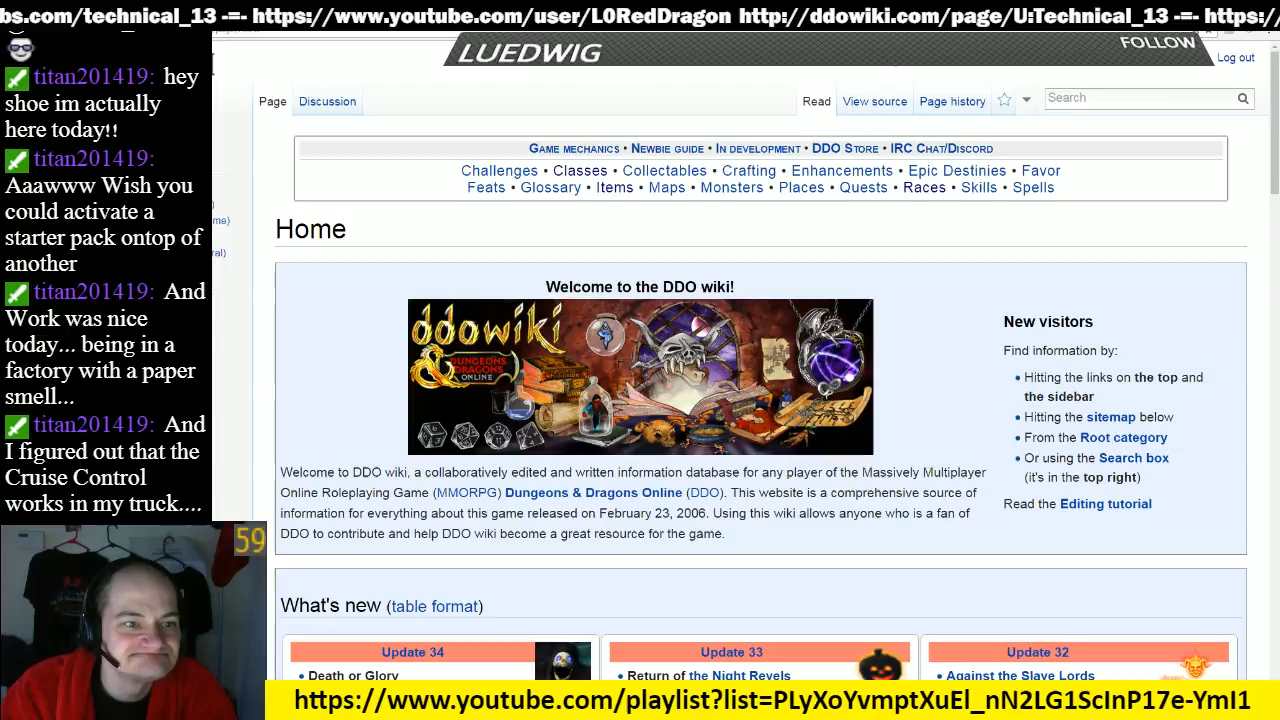 bs.com/technical_13 -=- https://www.youtube.com/user/L0RedDragon http://ddowiki.com/page/U:Technical_13 -=- https:/
LUEDWIG
FOLLOW
Log out
titan201419: hey
shoe im actually
here today!!
titan201419:
Aaawww Wish you
could activate a
starter pack ontop of
another
titan201419: And
Work was nice
today... being in a
factory with a paper
smell...
titan201419: And
I figured out that the
Cruise Control
works in my truck....
59
me)
ral)
Page
Discussion
Read
View source
Page history
Search
Game mechanics • Newbie guide • In development • DDO Store • IRC Chat/Discord
Challenges • Classes • Collectables • Crafting • Enhancements • Epic Destinies • Favor
Feats • Glossary • Items • Maps • Monsters • Places • Quests • Races • Skills • Spells
Home
Welcome to the DDO wiki!
ddowiki
DUNGEONS
DRAGONS
ONLINE
Welcome to DDO wiki, a collaboratively edited and written information database for any player of the Massively Multiplayer
Online Roleplaying Game (MMORPG) Dungeons & Dragons Online (DDO). This website is a comprehensive source of
information for everything about this game released on February 23, 2006. Using this wiki allows anyone who is a fan of
DDO to contribute and help DDO wiki become a great resource for the game.
New visitors
Find information by:
• Hitting the links on the top and
the sidebar
• Hitting the sitemap below
• From the Root category
• Or using the Search box
(it's in the top right)
Read the Editing tutorial
What's new (table format)
Update 34
• Death or Glory
Update 33
• Return of the Night Revels
Update 32
• Against the Slave Lords
https://www.youtube.com/playlist?list=PLyXoYvmptXuEl_nN2LG1ScInP17e-YmI1